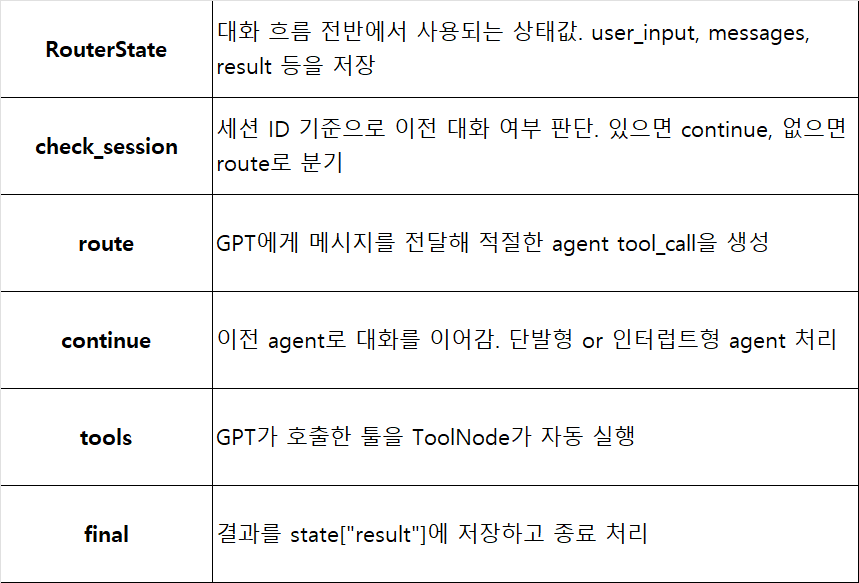 RouterState
대화 흐름 전반에서 사용되는 상태값. user_input, messages,
result 등을 저장
check_session
세션 ID 기준으로 이전 대화 여부 판단. 있으면 continue, 없으면
route로 분기
route
GPT에게 메시지를 전달해 적절한 agent tool_call을 생성
continue
이전 agent로 대화를 이어감. 단발형 or 인터럽트형 agent 처리
tools
GPT가 호출한 툴을 ToolNode가 자동 실행
final
결과를 state["result"]에 저장하고 종료 처리